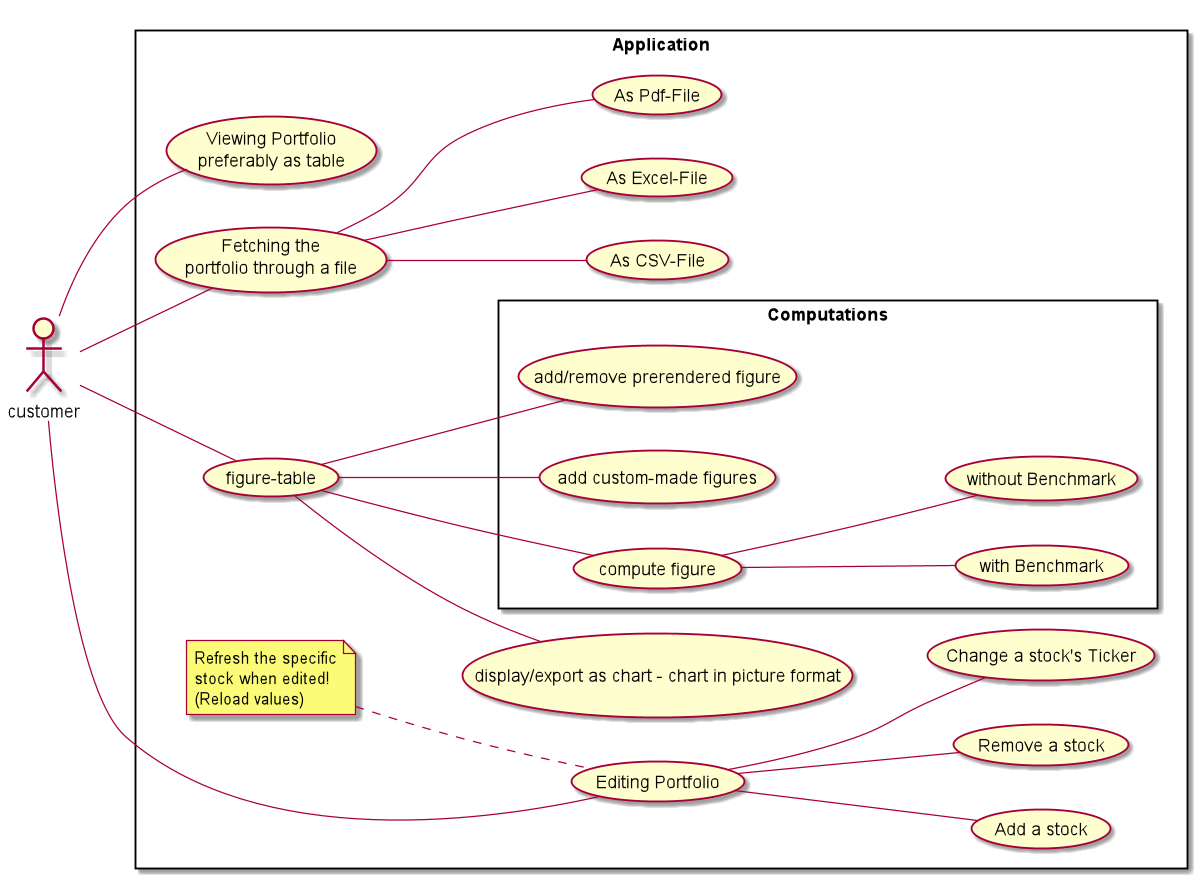 Application
As Pdf-File
Viewing Portfolio
preferably as table
As Excel-File
Fetching the
portfolio through a file
As CSV-File
Computations
add/remove prerendered figure
customer
figure-table
add custom-made figures
without Benchmark
compute figure
with Benchmark
Refresh the specific
stock when edited!
(Reload values)
display/export as chart - chart in picture format
Change a stock's Ticker
Remove a stock
Editing Portfolio
Add a stock